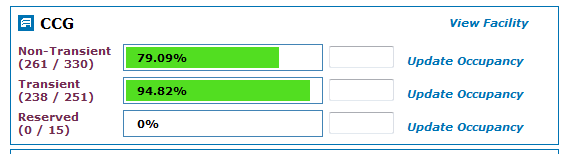 CCG View Facility
Non-Transient
(261 / 330) 79.09% Update Occupancy
Transient
(238 / 251) 94.82% Update Occupancy
Reserved
(0 / 15) 0% Update Occupancy